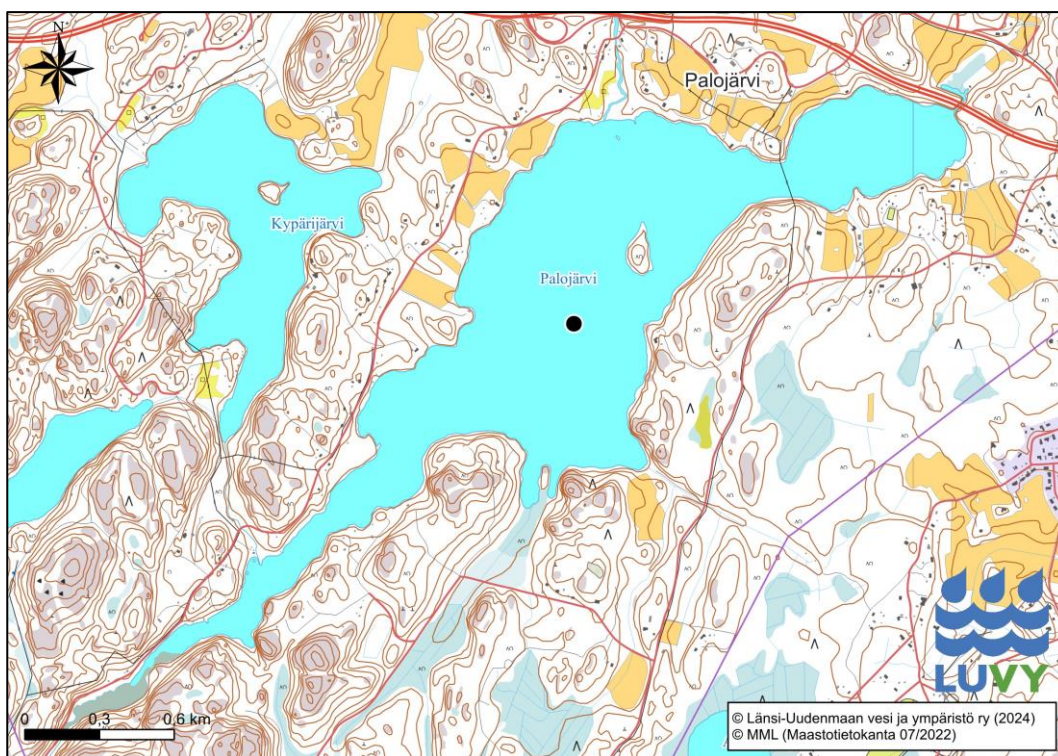 N
Palojärvi
Kypärijärvi
Palojärvi
0 0,3 0,6 km
LUVY
© Länsi-Uudenmaan vesi ja ympäristö ry (2024)
© MML (Maastotietokanta 07/2022)